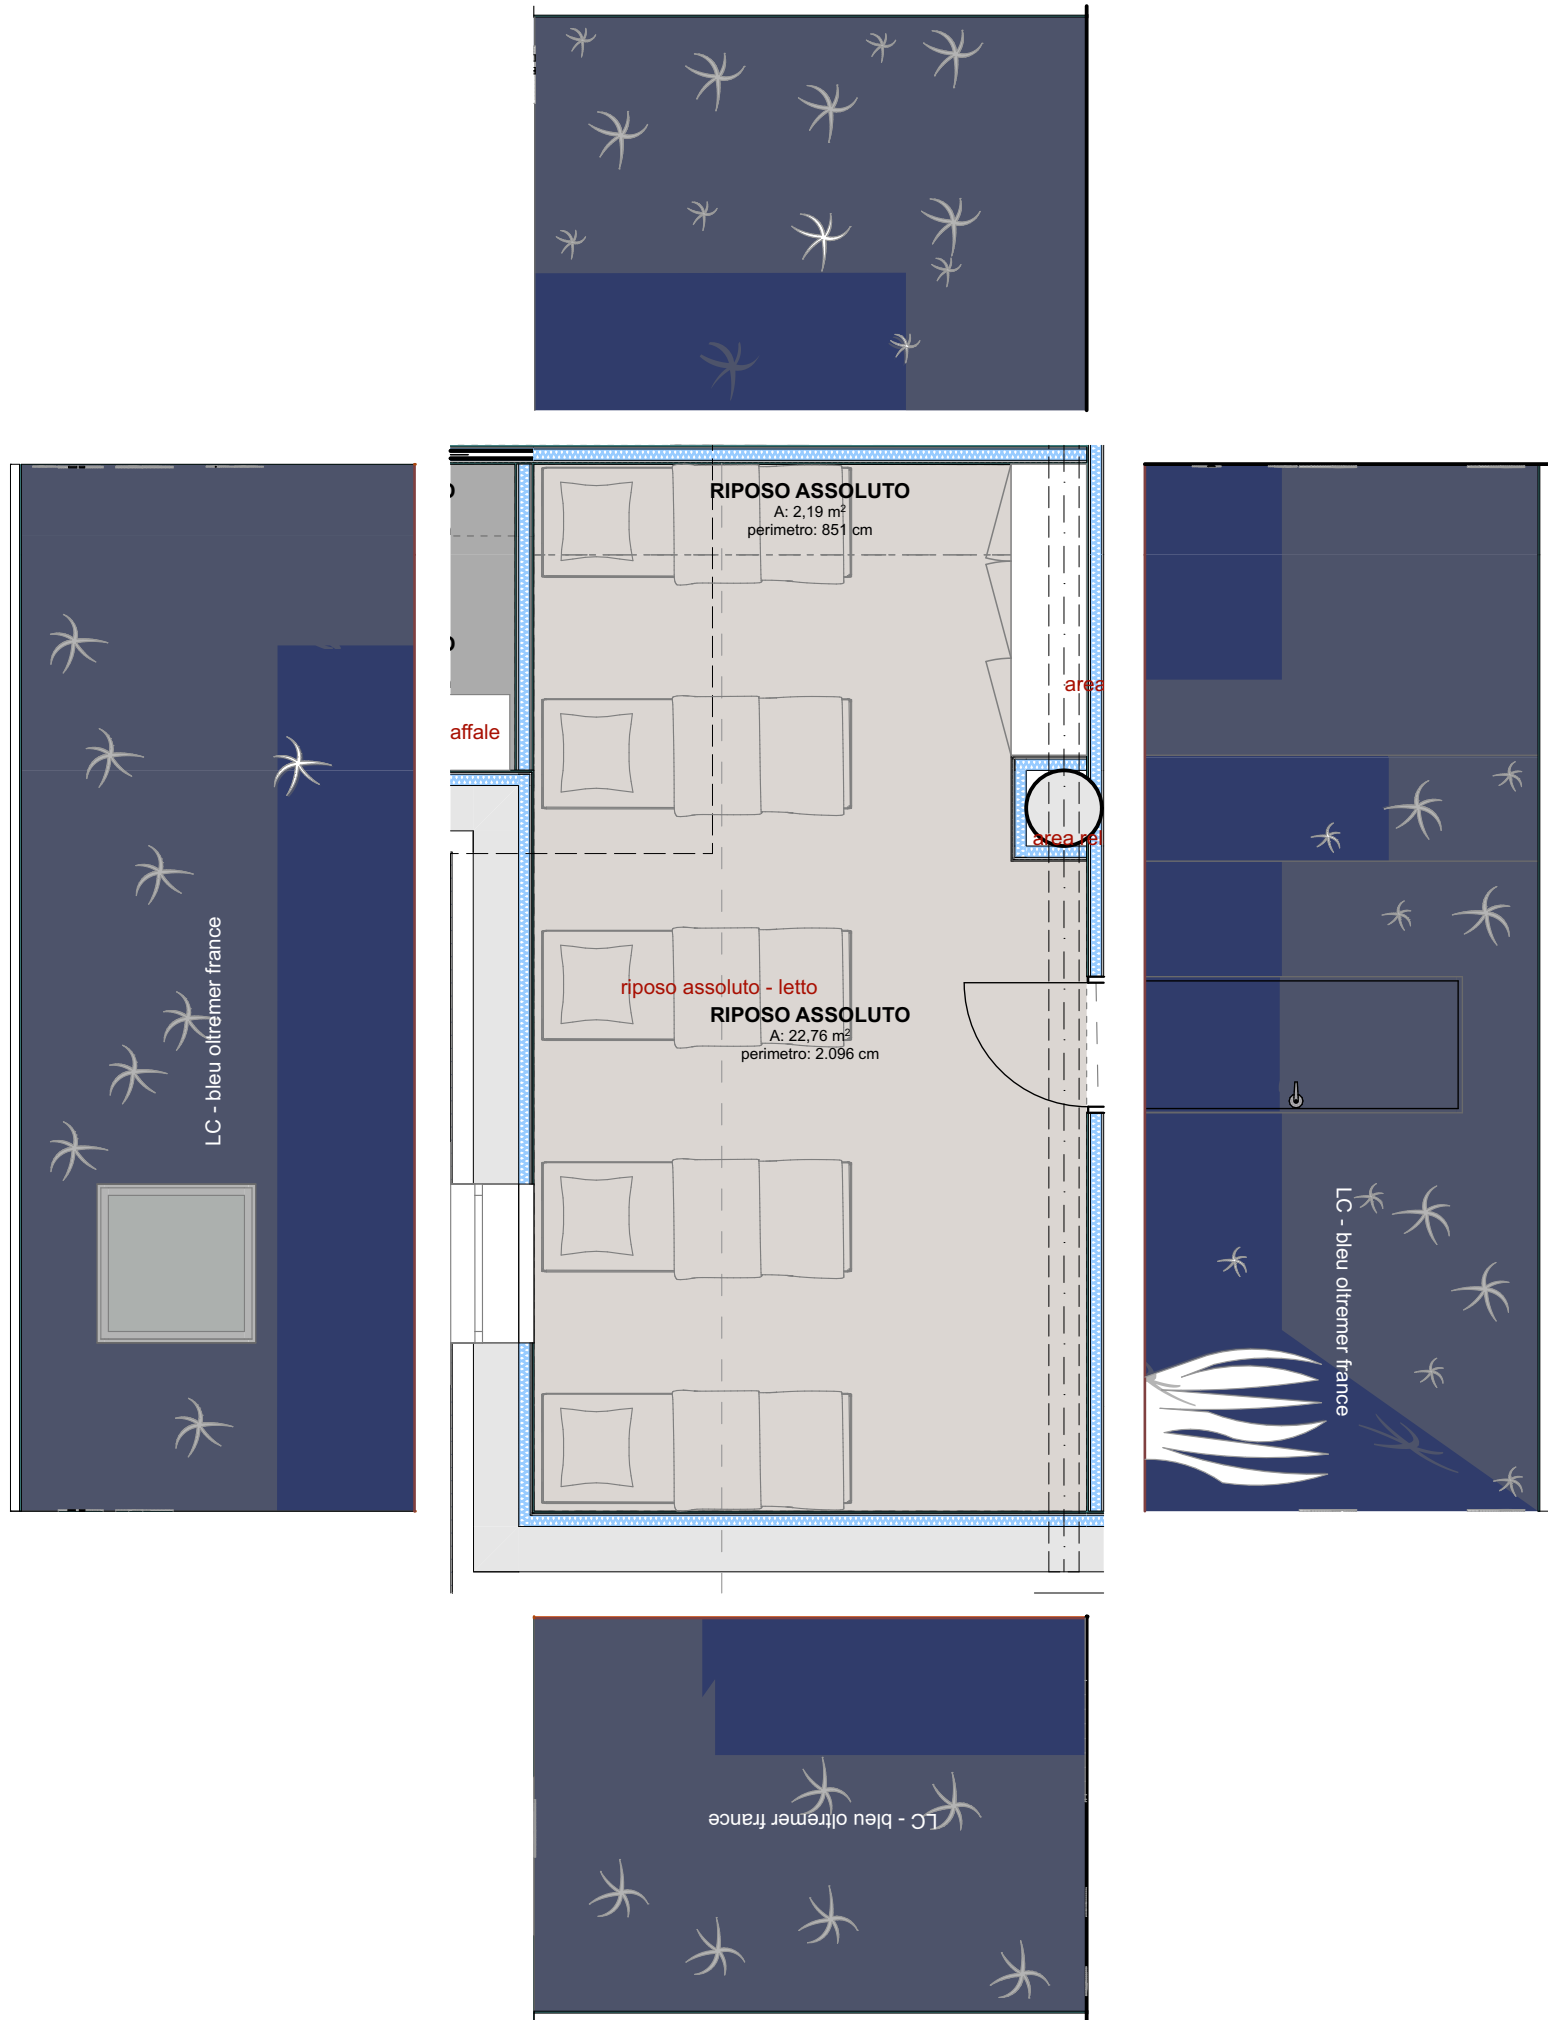 RIPOSO ASSOLUTO
A: 2,19 m²
perimetro: 851 cm
area
affale
area rel
riposo assoluto - letto
RIPOSO ASSOLUTO
A: 22,76 m²
perimetro: 2.096 cm
LC - bleu oltremer france
LC - bleu oltremer france
LC - bleu oltremer france